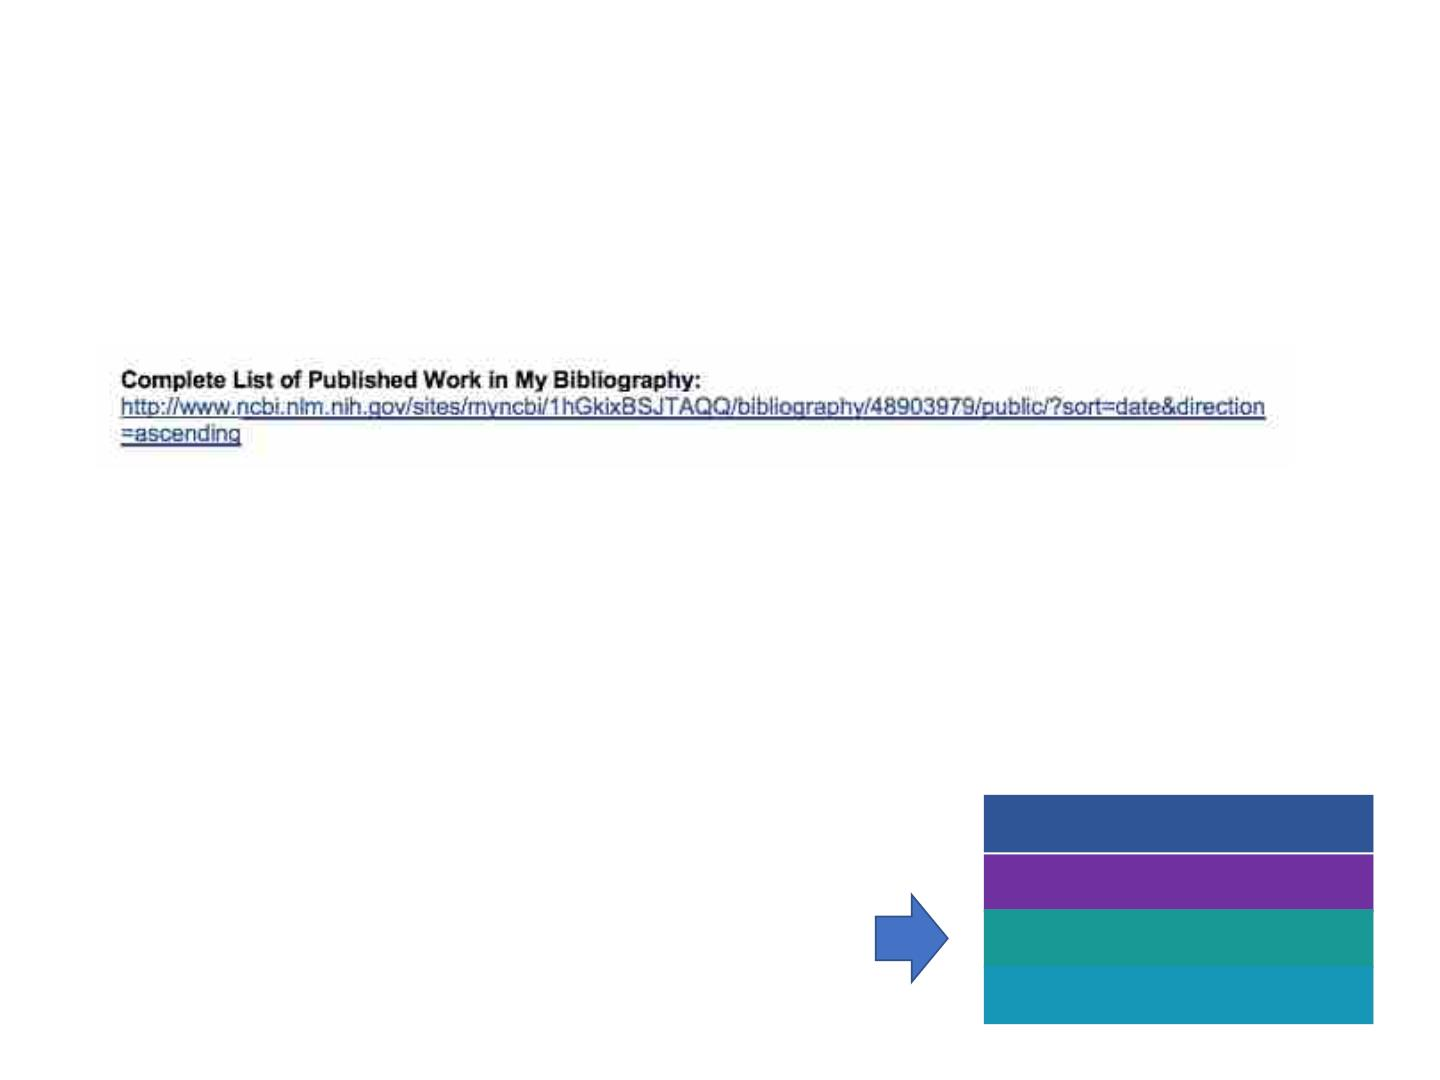 Complete List of Published Work in My Bibliography:
http://www.ncbi.nlm.nih.gov/sites/myncbi/1hGkixBSJTAQQ/bibliography/48903979/public/?sort=date&direction
=ascending